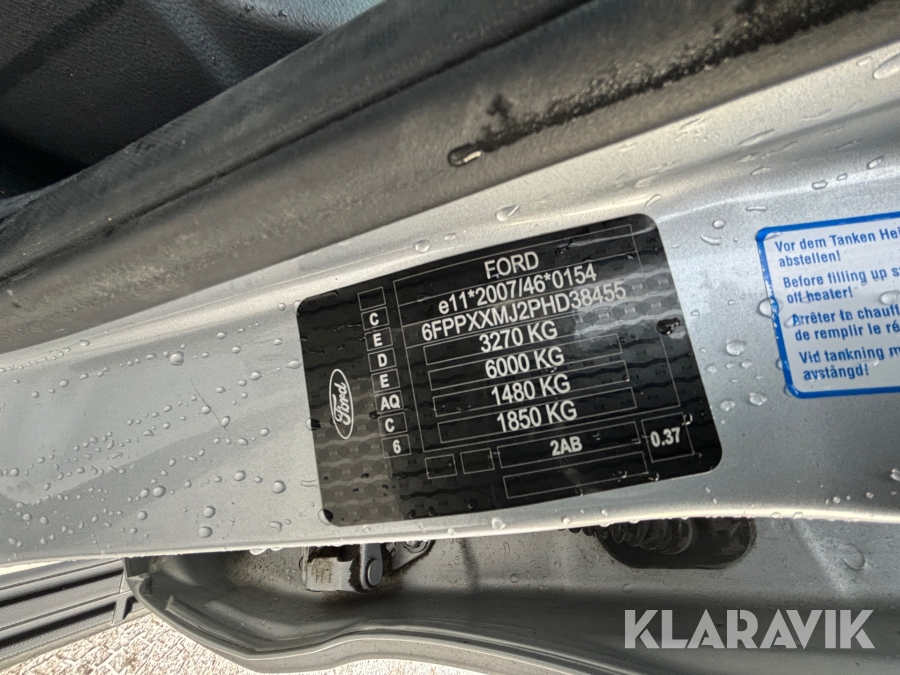 FORD
e11*2007/46*0154
6FPPXXMJ2PHD38455
3270 KG
6000 KG
1480 KG
1850 KG
C
E
D
E
AQ
C
6
2AB
0.37
Ford
Vor dem Tanken Hei
abstellen!
Before filling up s
off heater!
Arrêter le chauff
de remplir le ré
Vid tankning m
avstängd!
KLARAVIK